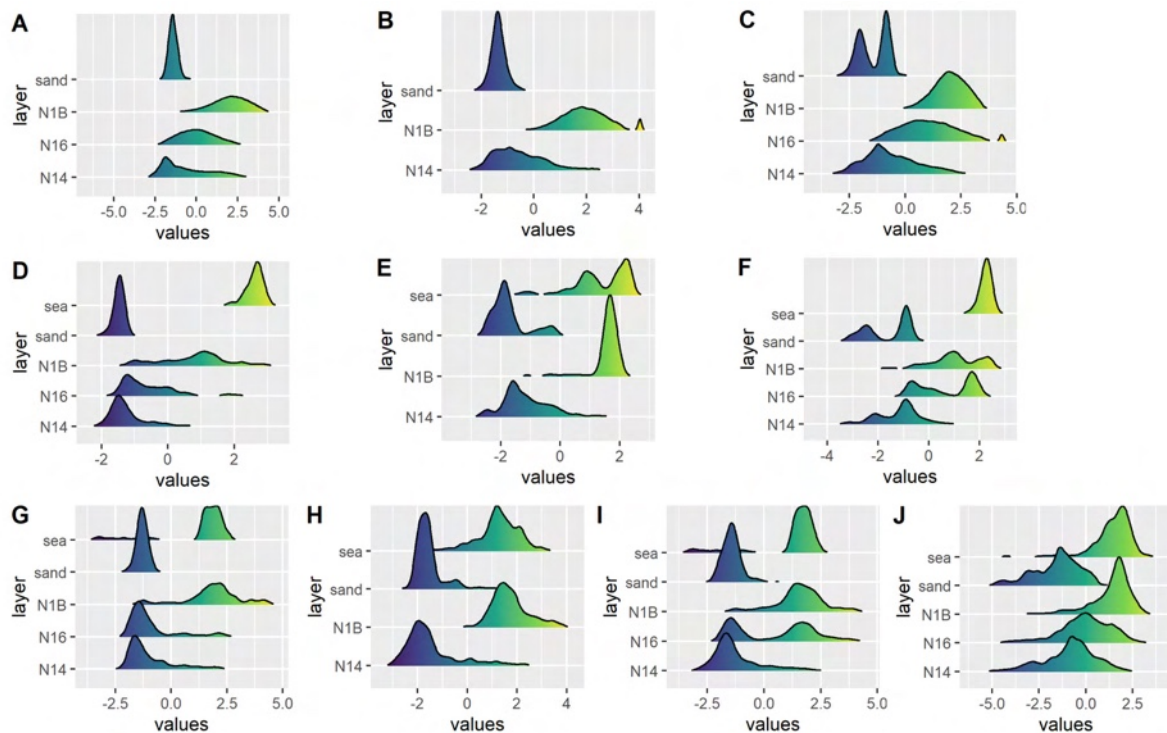 A
layer
sand
N1B
N16
N14
-5.0 -2.5 0.0 2.5 5.0
values
B
layer
sand
N1B
N14
-2 0 2 4
values
C
layer
sand
N1B
N16
N14
-2.5 0.0 2.5 5.0
values
D
layer
sea
sand
N1B
N16
N14
-2 0 2
values
E
layer
sea
sand
N1B
N14
-2 0 2
values
F
layer
sea
sand
N1B
N16
N14
-4 -2 0 2
values
G
layer
sea
sand
N1B
N16
N14
-2.5 0.0 2.5 5.0
values
H
layer
sea
sand
N1B
N14
-2 0 2 4
values
I
layer
sea
sand
N1B
N16
N14
-2.5 0.0 2.5 5.0
values
J
layer
sea
sand
N1B
N16
N14
-5.0 -2.5 0.0 2.5
values